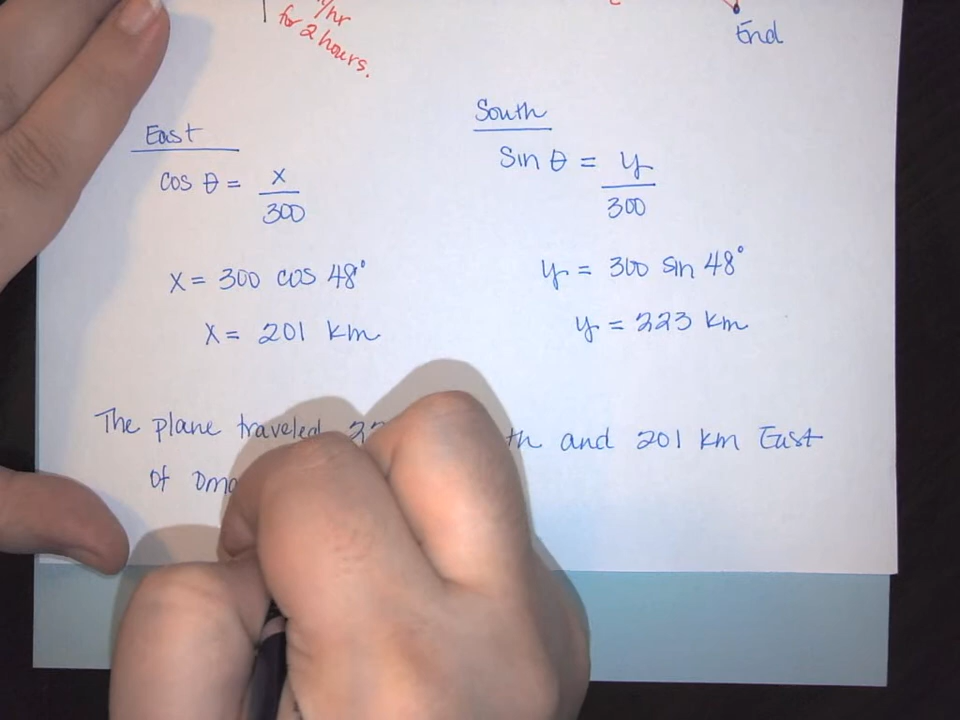 /hr
for 2 hours.
End
East
cos θ = x/300
x = 300 cos 48°
x = 201 km
South
sin θ = y/300
y = 300 sin 48°
y = 223 km
The plane traveled and 201 km East
of